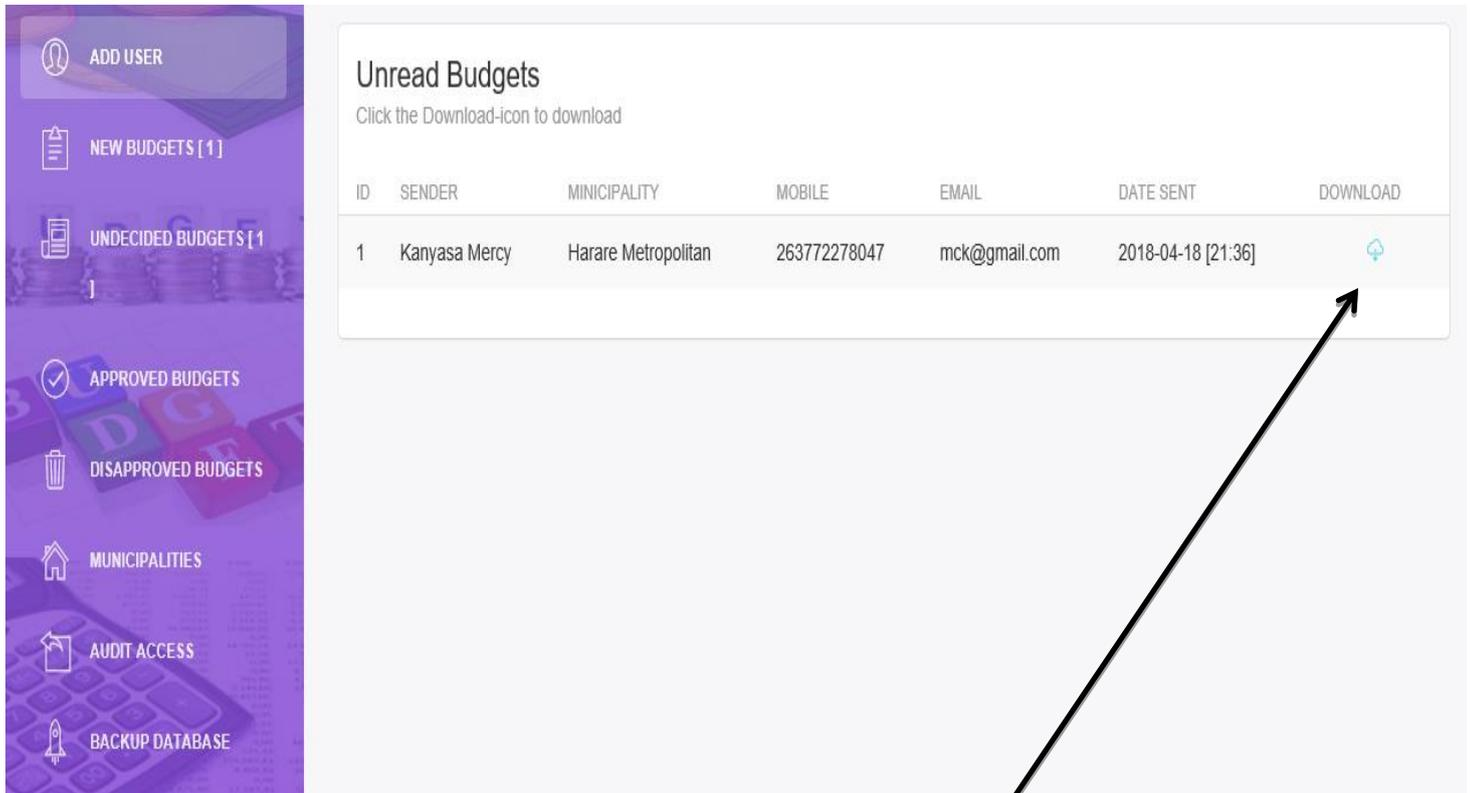 ADD USER
NEW BUDGETS [ 1 ]
UNDECIDED BUDGETS [ 1
]
APPROVED BUDGETS
DISAPPROVED BUDGETS
MUNICIPALITIES
AUDIT ACCESS
BACKUP DATABASE
Unread Budgets
Click the Download-icon to download
ID SENDER MINICIPALITY MOBILE EMAIL DATE SENT DOWNLOAD
1 Kanyasa Mercy Harare Metropolitan 263772278047 mck@gmail.com 2018-04-18 [21:36]